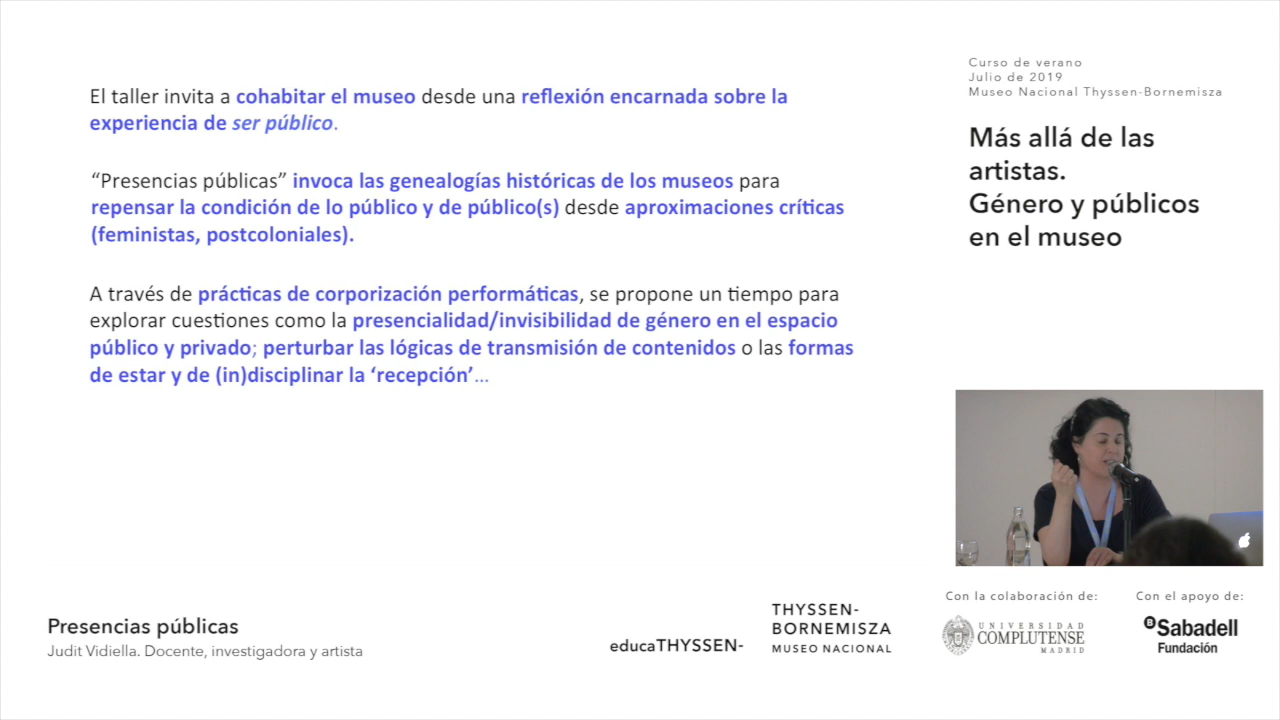 El taller invita a cohabitar el museo desde una reflexión encarnada sobre la
experiencia de ser público.
“Presencias públicas” invoca las genealogías históricas de los museos para
repensar la condición de lo público y de público(s) desde aproximaciones críticas
(feministas, postcoloniales).
A través de prácticas de corporización performáticas, se propone un tiempo para
explorar cuestiones como la presencialidad/invisibilidad de género en el espacio
público y privado; perturbar las lógicas de transmisión de contenidos o las formas
de estar y de (in)disciplinar la ‘recepción’...
Curso de verano
Julio de 2019
Museo Nacional Thyssen-Bornemisza
Más allá de las
artistas.
Género y públicos
en el museo
Presencias públicas
Judit Vidiella. Docente, investigadora y artista
educaTHYSSEN-
THYSSEN-
BORNEMISZA
MUSEO NACIONAL
Con la colaboración de:
UNIVERSIDAD
COMPLUTENSE
MADRID
Con el apoyo de:
B Sabadell
Fundación